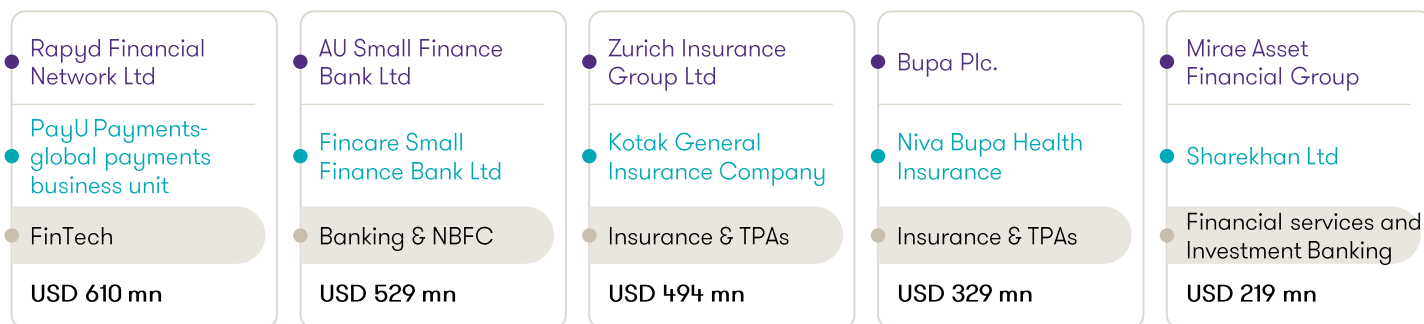 Rapyd Financial
Network Ltd
PayU Payments-
global payments
business unit
FinTech
USD 610 mn
AU Small Finance
Bank Ltd
Fincare Small
Finance Bank Ltd
Banking & NBFC
USD 529 mn
Zurich Insurance
Group Ltd
Kotak General
Insurance Company
Insurance & TPAs
USD 494 mn
Bupa Plc.
Niva Bupa Health
Insurance
Insurance & TPAs
USD 329 mn
Mirae Asset
Financial Group
Sharekhan Ltd
Financial services and
Investment Banking
USD 219 mn